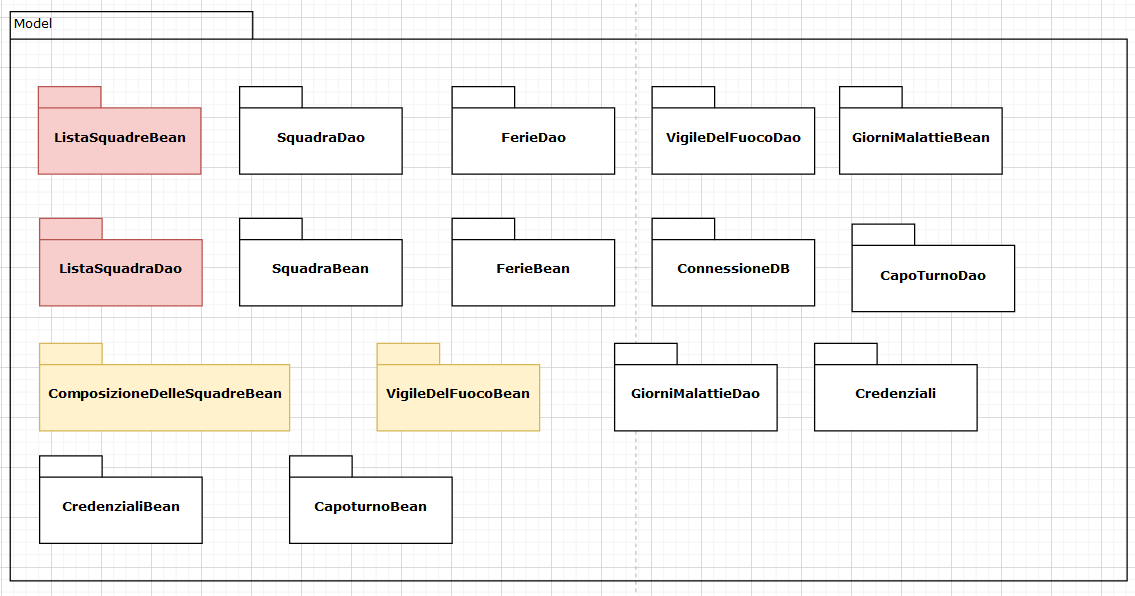 Model
ListaSquadreBean
SquadraDao
FerieDao
VigileDelFuocoDao
GiorniMalattieBean
ListaSquadraDao
SquadraBean
FerieBean
ConnessioneDB
CapoTurnoDao
ComposizioneDelleSquadreBean
VigileDelFuocoBean
GiorniMalattieDao
Credenziali
CredenzialiBean
CapoturnoBean